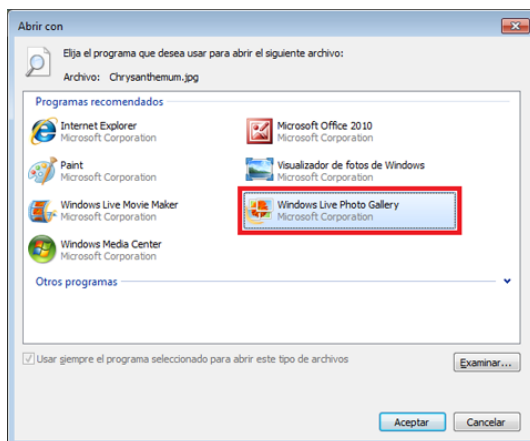 Abrir con
Elija el programa que desea usar para abrir el siguiente archivo:
Archivo: Chrysanthemum.jpg
Programas recomendados
Internet Explorer
Microsoft Corporation
Microsoft Office 2010
Microsoft Corporation
Paint
Microsoft Corporation
Visualizador de fotos de Windows
Microsoft Corporation
Windows Live Movie Maker
Microsoft Corporation
Windows Live Photo Gallery
Microsoft Corporation
Windows Media Center
Microsoft Corporation
Otros programas
Usar siempre el programa seleccionado para abrir este tipo de archivos
Examinar...
Aceptar
Cancelar